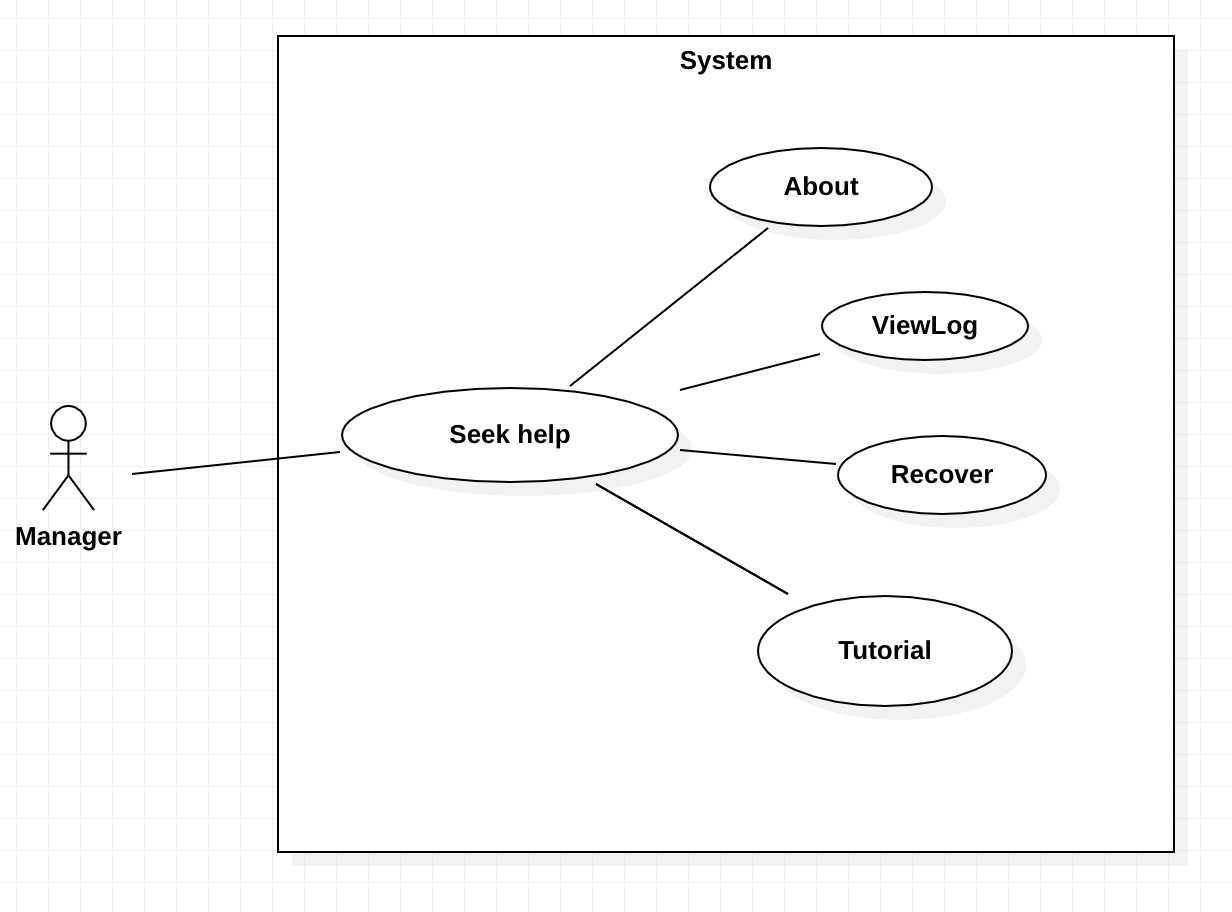 System
About
ViewLog
Seek help
Recover
Manager
Tutorial